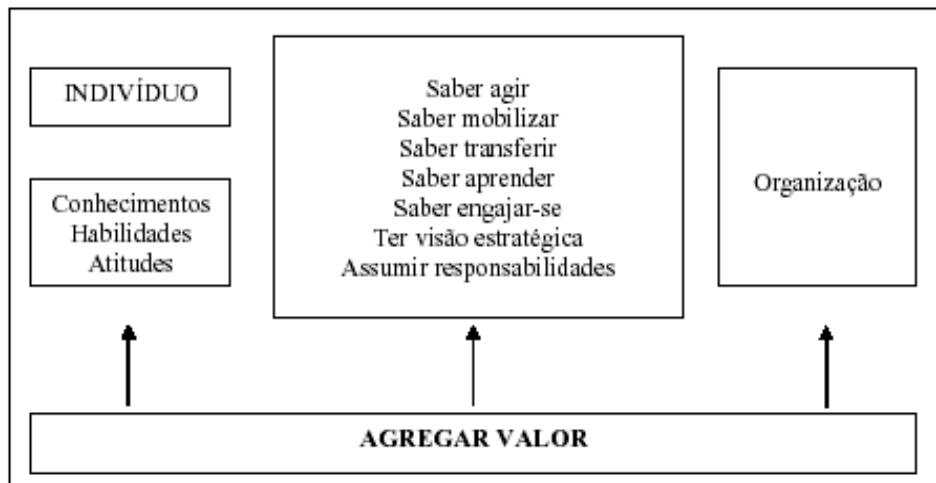 INDIVÍDUO
Conhecimentos
Habilidades
Atitudes
Saber agir
Saber mobilizar
Saber transferir
Saber aprender
Saber engajar-se
Ter visão estratégica
Assumir responsabilidades
Organização
AGREGAR VALOR